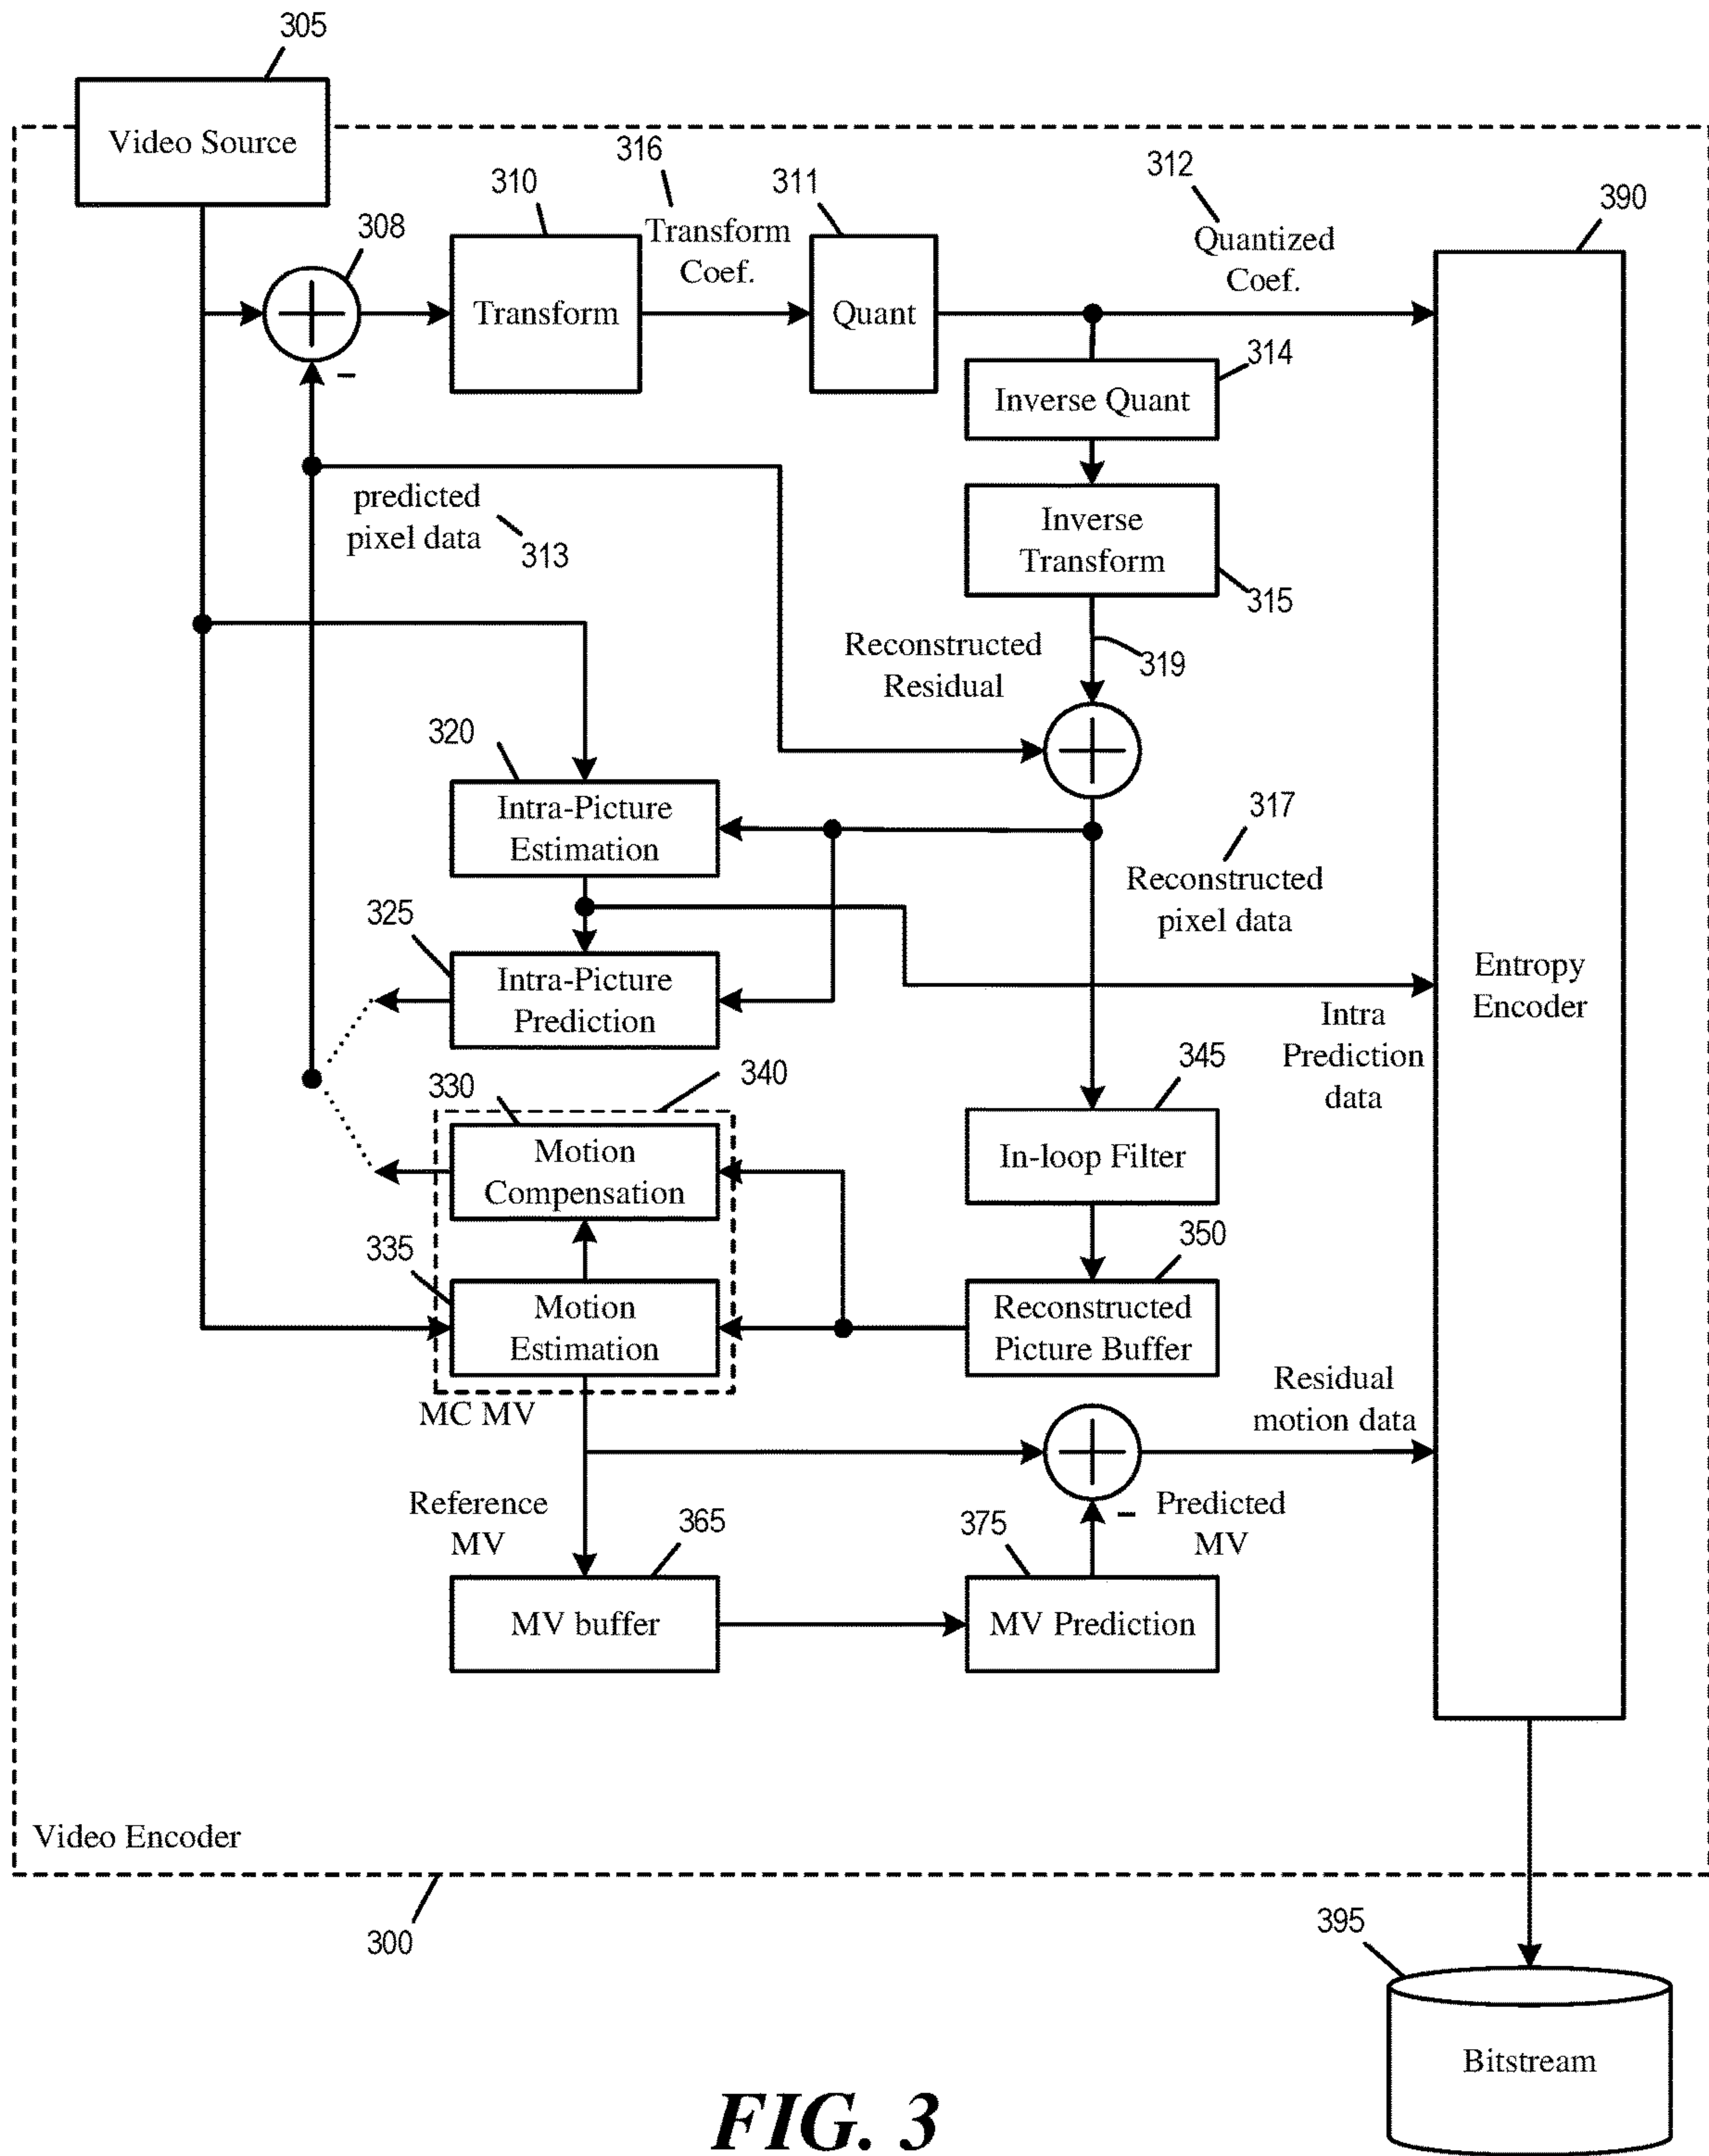 305
Video Source
316
312
310
311
390
308
Transform
Coef.
Quantized
Coef.
Transform
Quant
314
-
Inverse Quant
predicted
pixel data
313
Inverse
Transform
315
Reconstructed
Residual
319
320
317
Intra-Picture
Estimation
Reconstructed
pixel data
325
Intra-Picture
Prediction
Entropy
Encoder
Intra
Prediction
data
340
345
330
Motion
Compensation
In-loop Filter
335
350
Motion
Estimation
Reconstructed
Picture Buffer
MC MV
Residual
motion data
Reference
MV
365
375
-
Predicted
MV
MV buffer
MV Prediction
Video Encoder
300
395
Bitstream
FIG. 3